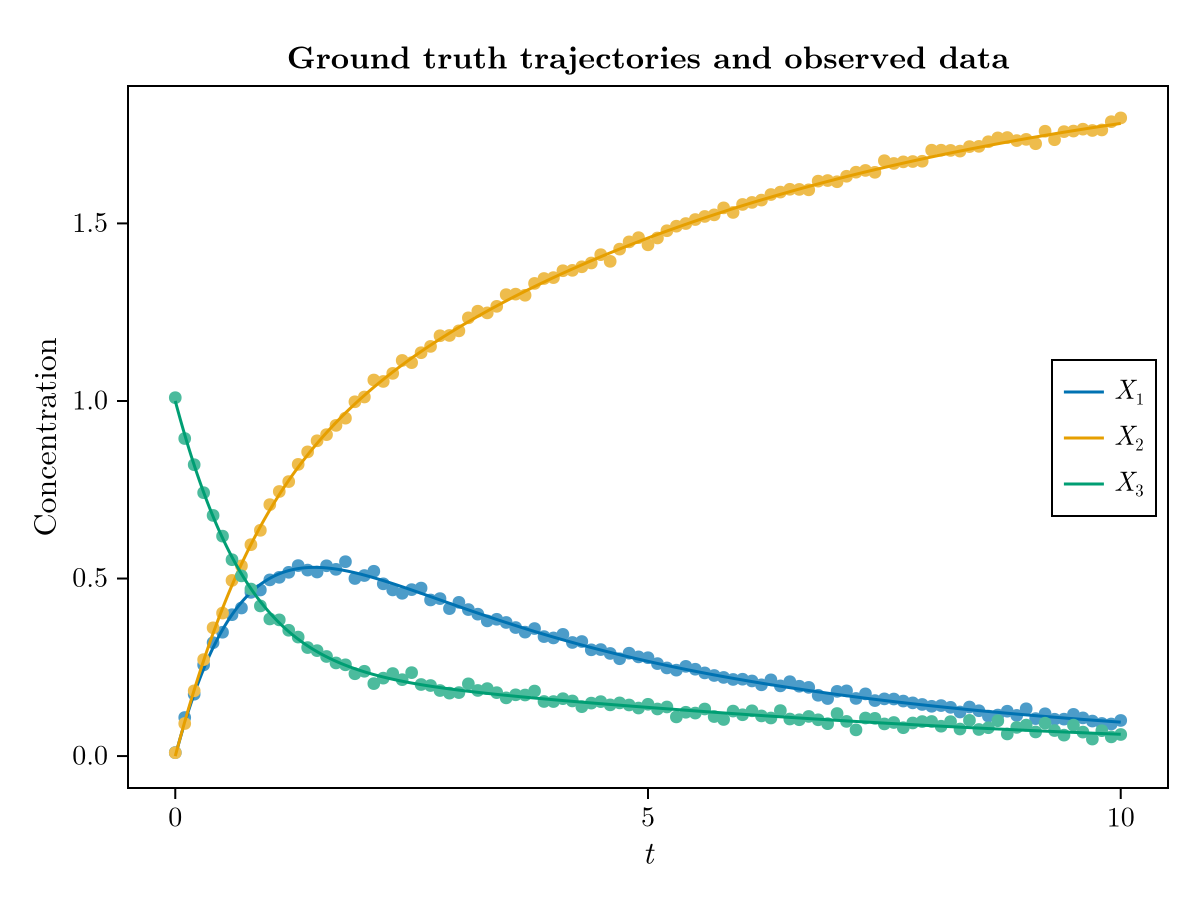 Ground truth trajectories and observed data
Concentration
1.5
1.0
0.5
0.0
X₁
X₂
X₃
0 5 10
t